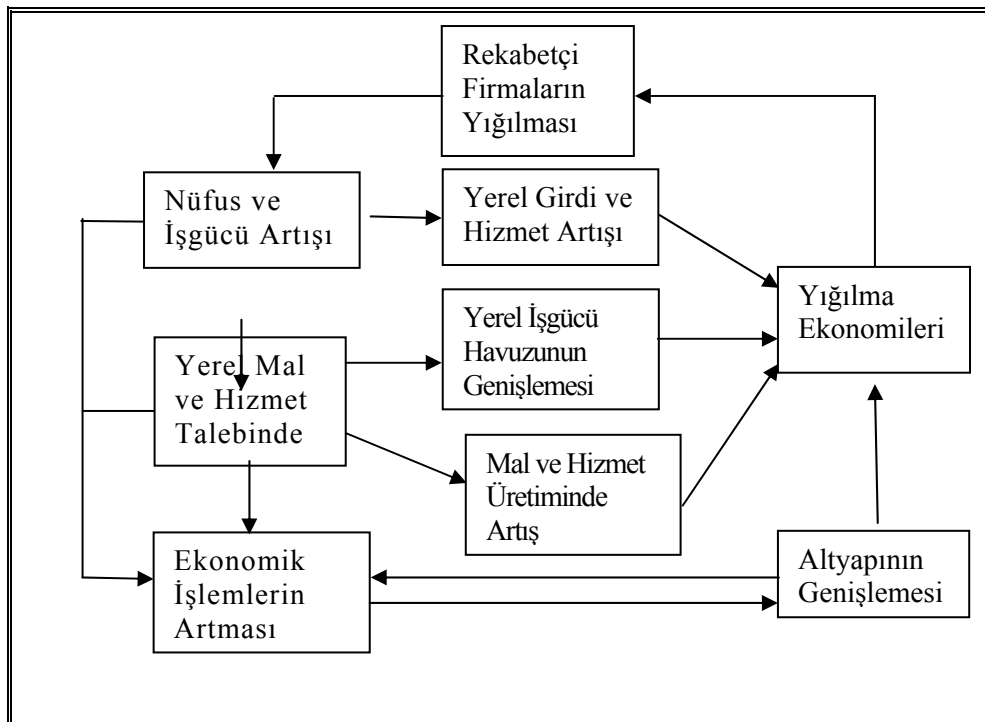 Rekabetçi
Firmaların
Yığılması
Nüfus ve
İşgücü Artışı
Yerel Girdi ve
Hizmet Artışı
Yığılma
Ekonomileri
Yerel İşgücü
Havuzunun
Genişlemesi
Yerel Mal
ve Hizmet
Talebinde
Mal ve Hizmet
Üretiminde
Artış
Ekonomik
İşlemlerin
Artması
Altyapının
Genişlemesi